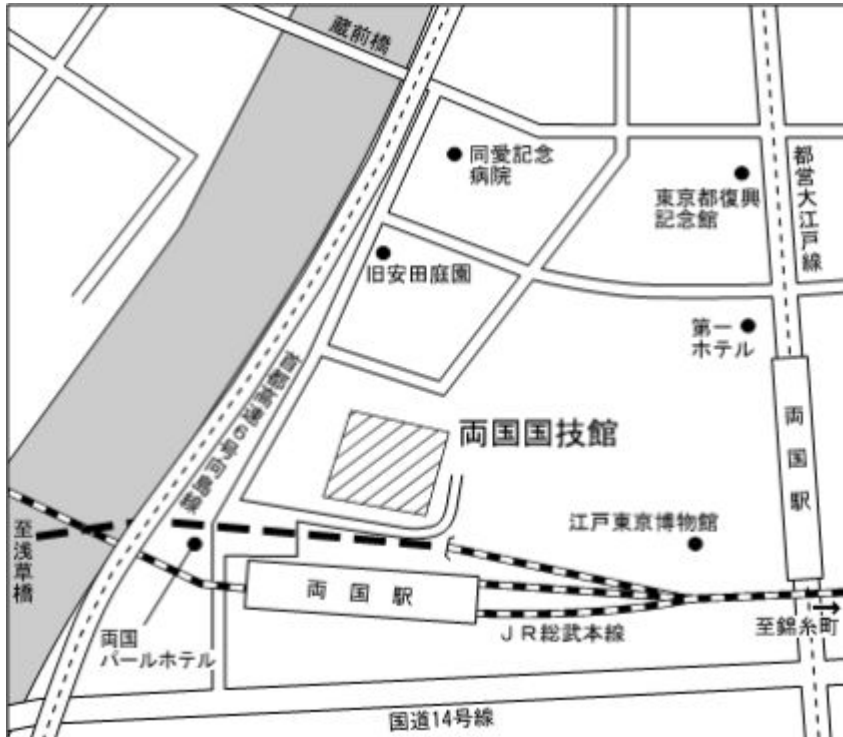 蔵前橋
同愛記念
病院
東京都復興
記念館
都営大江戸線
旧安田庭園
第一
ホテル
首都高速6号向島線
両国国技館
両国駅
江戸東京博物館
至浅草橋
両国駅
両国
パールホテル
JR総武本線
至錦糸町
国道14号線